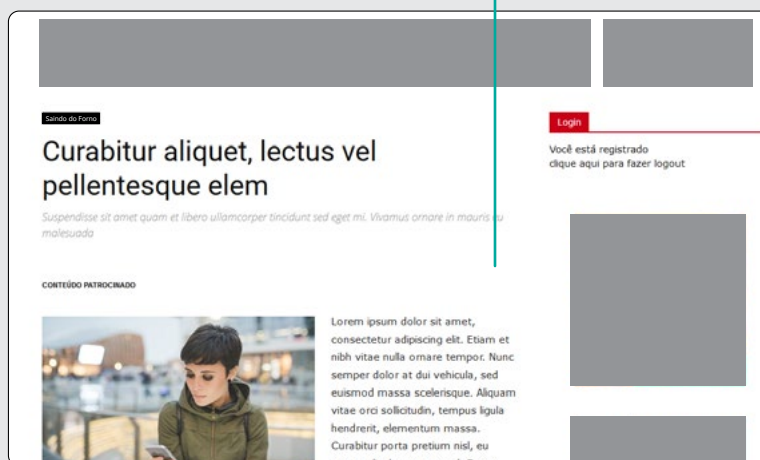 Saindo do Forno
Curabitur aliquet, lectus vel
pellentesque elem
Suspendisse sit amet quam et libero ullamcorper tincidunt sed eget mi. Vivamus ornare in mauris eu
malesuada
CONTEÚDO PATROCINADO
Lorem ipsum dolor sit amet,
consectetur adipiscing elit. Etiam et
nibh vitae nulla ornare tempor. Nunc
semper dolor at dui vehicula, sed
euismod massa scelerisque. Aliquam
vitae orci sollicitudin, tempus ligula
hendrerit, elementum massa.
Curabitur porta pretium nisl, eu
Login
Você está registrado
clique aqui para fazer logout